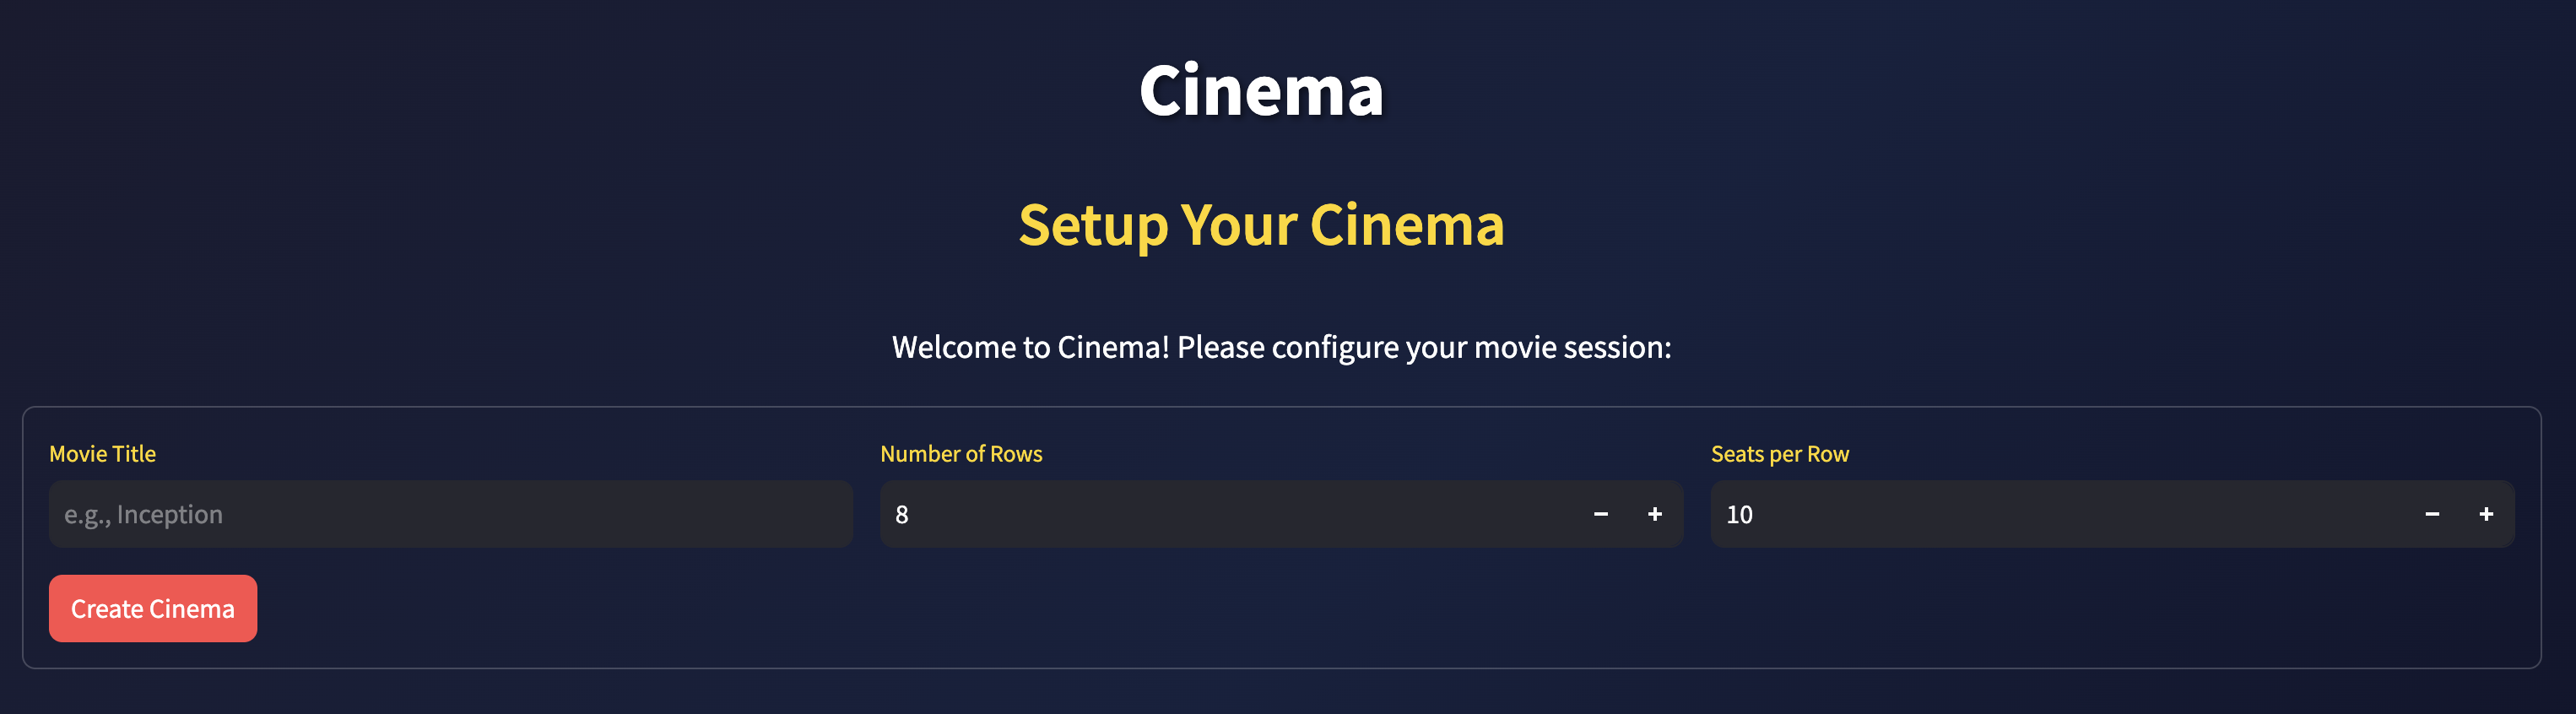 Cinema
Setup Your Cinema
Welcome to Cinema! Please configure your movie session:
Movie Title
Number of Rows
Seats per Row
e.g., Inception
8
10
Create Cinema